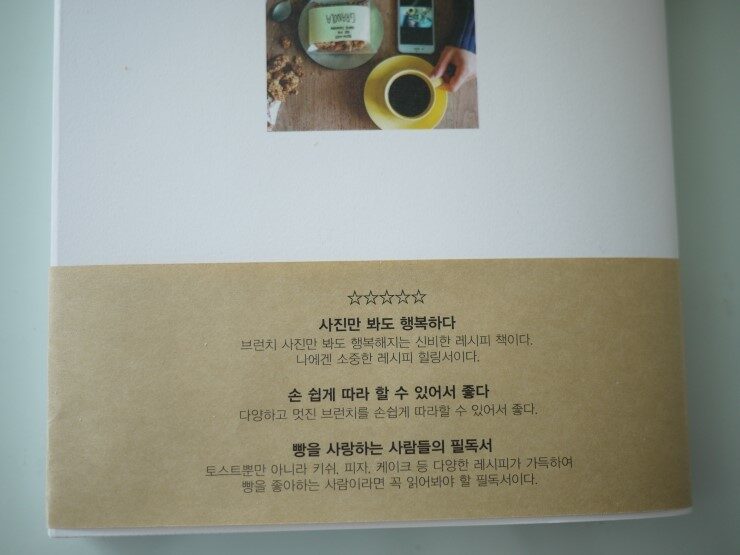 GRANOLA
☆☆☆☆☆
사진만 봐도 행복하다
브런치 사진만 봐도 행복해지는 신비한 레시피 책이다.
나에겐 소중한 레시피 힐링서이다.
손 쉽게 따라 할 수 있어서 좋다
다양하고 멋진 브런치를 손쉽게 따라할 수 있어서 좋다.
빵을 사랑하는 사람들의 필독서
토스트뿐만 아니라 키쉬, 피자, 케이크 등 다양한 레시피가 가득하여
빵을 좋아하는 사람이라면 꼭 읽어봐야 할 필독서이다.